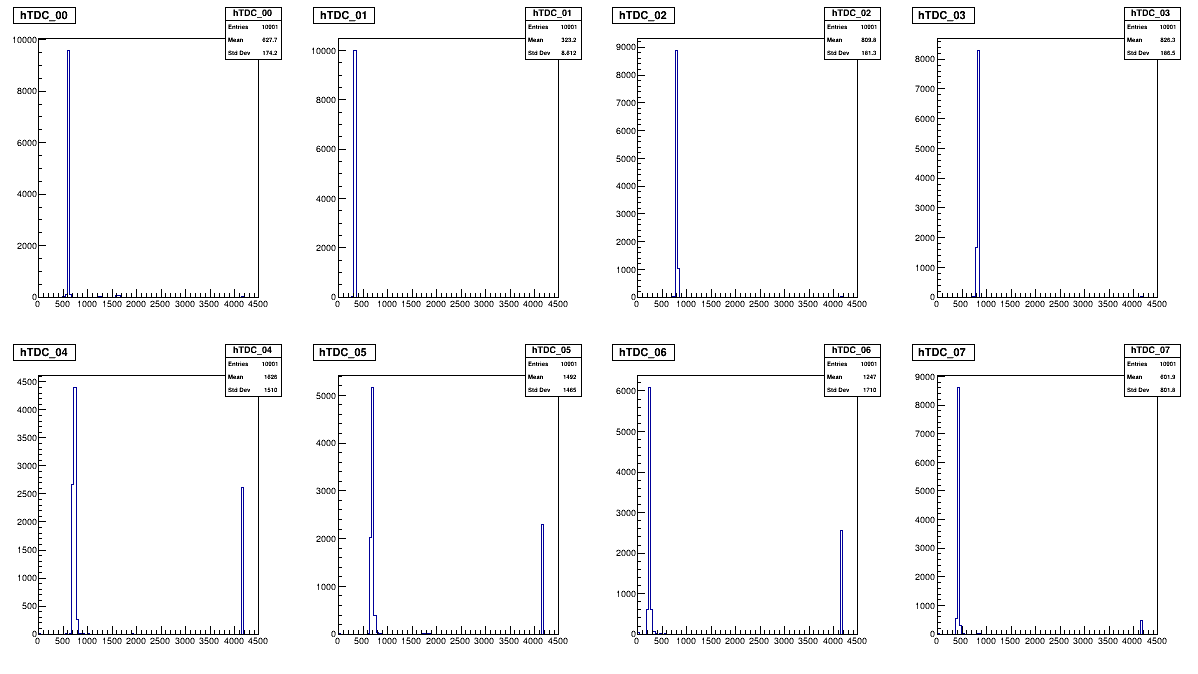 hTDC_00
hTDC_00
Entries 10001
Mean 627.7
Std Dev 174.2
10000
8000
6000
4000
2000
0
0 500 1000 1500 2000 2500 3000 3500 4000 4500
hTDC_01
hTDC_01
Entries 10001
Mean 323.2
Std Dev 8.612
10000
8000
6000
4000
2000
0
0 500 1000 1500 2000 2500 3000 3500 4000 4500
hTDC_02
hTDC_02
Entries 10001
Mean 809.8
Std Dev 181.3
9000
8000
7000
6000
5000
4000
3000
2000
1000
0
0 500 1000 1500 2000 2500 3000 3500 4000 4500
hTDC_03
hTDC_03
Entries 10001
Mean 826.3
Std Dev 186.5
8000
7000
6000
5000
4000
3000
2000
1000
0
0 500 1000 1500 2000 2500 3000 3500 4000 4500
hTDC_04
hTDC_04
Entries 10001
Mean 1626
Std Dev 1510
4500
4000
3500
3000
2500
2000
1500
1000
500
0
0 500 1000 1500 2000 2500 3000 3500 4000 4500
hTDC_05
hTDC_05
Entries 10001
Mean 1492
Std Dev 1465
5000
4000
3000
2000
1000
0
0 500 1000 1500 2000 2500 3000 3500 4000 4500
hTDC_06
hTDC_06
Entries 10001
Mean 1247
Std Dev 1710
6000
5000
4000
3000
2000
1000
0
0 500 1000 1500 2000 2500 3000 3500 4000 4500
hTDC_07
hTDC_07
Entries 10001
Mean 601.9
Std Dev 801.8
9000
8000
7000
6000
5000
4000
3000
2000
1000
0
0 500 1000 1500 2000 2500 3000 3500 4000 4500